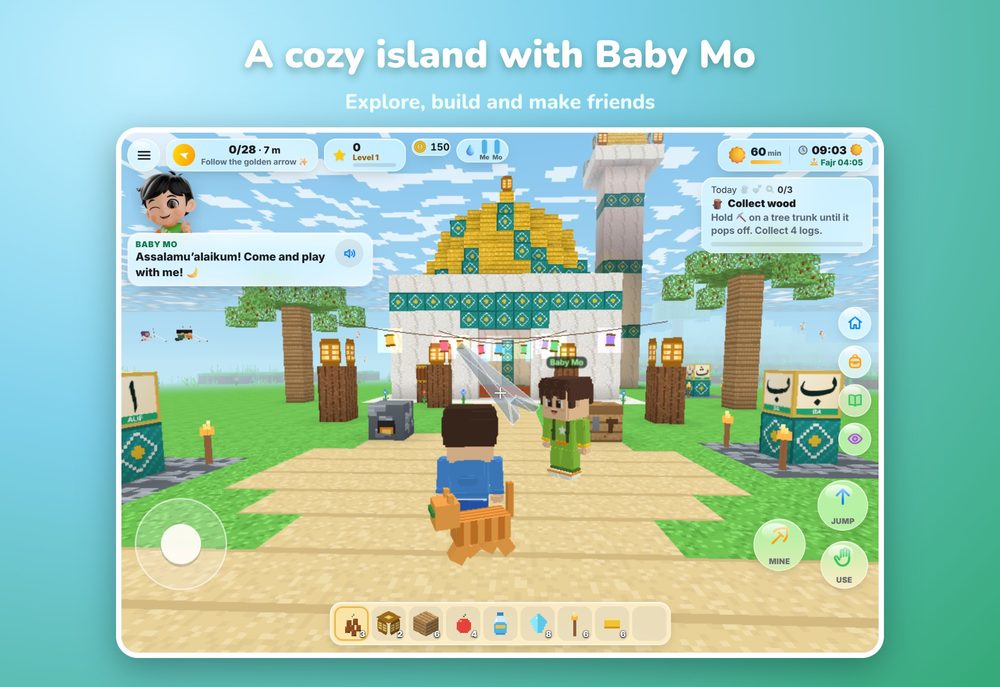 A cozy island with Baby Mo
Explore, build and make friends
0/28 · 7 m
Follow the golden arrow ✨
0
Level 1
150
Me Mo
60 min
09:03
Fajr 04:05
Today 0/3
Collect wood
Hold ⛏ on a tree trunk until it
pops off. Collect 4 logs.
BABY MO
Assalamu’alaikum! Come and play
with me! 🌙
Baby Mo
ا
ALIF
ب
ب
BA
ث
JUMP
MINE
USE
3
2
6
4
8
6
6